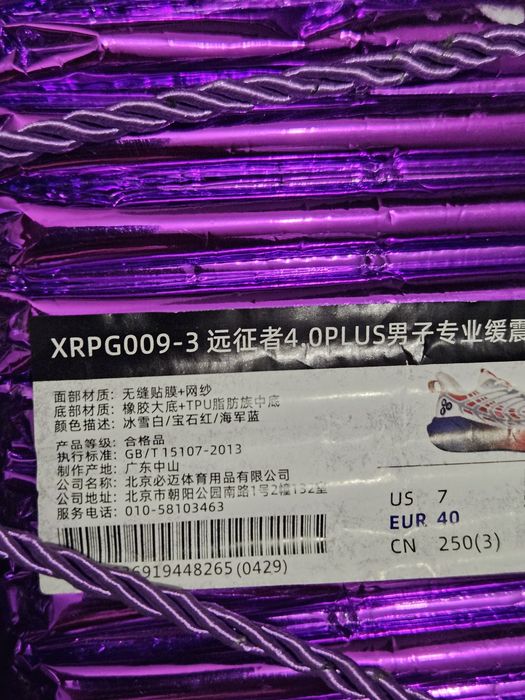 XRPG009-3 远征者4.0PLUS男子专业缓震
面部材质：无缝贴膜+网纱
底部材质：橡胶大底+TPU脂肪族中底
颜色描述：冰雪白/宝石红/海军蓝
产品等级：合格品
执行标准：GB/T15107-2013
制作产地：广东中山
公司名称：北京必迈体育用品有限公司
公司地址：北京市朝阳公园南路1号2幢132室
服务电话：010-58103463
6919448265(0429)
US 7
EUR 40
CN 250(3)